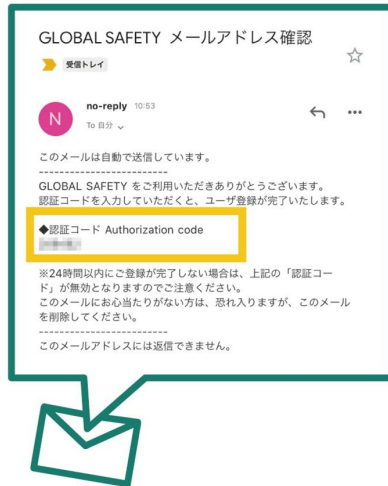 GLOBAL SAFETY メールアドレス確認
受信トレイ
N
no-reply 10:53
To 自分
このメールは自動で送信しています。
-------------------------
GLOBAL SAFETY をご利用いただきありがとうございます。
認証コードを入力していただくと、ユーザ登録が完了いたします。
◆認証コード Authorization code
※24時間以内にご登録が完了しない場合は、上記の「認証コー
ド」が無効となりますのでご注意ください。
このメールにお心当たりがない方は、恐れ入りますが、このメール
を削除してください。
-------------------------
このメールアドレスには返信できません。